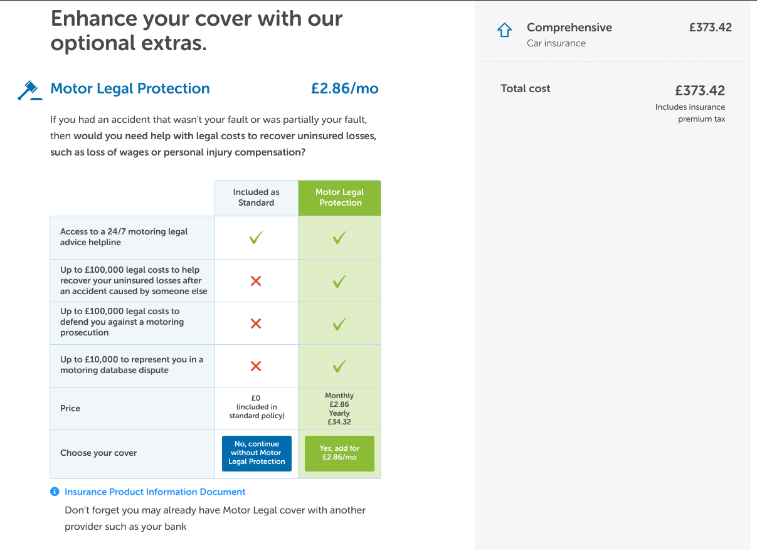 Enhance your cover with our
optional extras.
Motor Legal Protection £2.86/mo
If you had an accident that wasn't your fault or was partially your fault,
then would you need help with legal costs to recover uninsured losses,
such as loss of wages or personal injury compensation?
Included as
Standard
Motor Legal
Protection
Access to a 24/7 motoring legal
advice helpline
Up to £100,000 legal costs to help
recover your uninsured losses after
an accident caused by someone else
Up to £100,000 legal costs to
defend you against a motoring
prosecution
Up to £10,000 to represent you in a
motoring database dispute
Price
£0
(included in
standard policy)
Monthly
£2.86
Yearly
£34.32
Choose your cover
No, continue
without Motor
Legal Protection
Yes, add for
£2.86/mo
Insurance Product Information Document
Don't forget you may already have Motor Legal cover with another
provider such as your bank
Comprehensive £373.42
Car insurance
Total cost £373.42
Includes insurance
premium tax